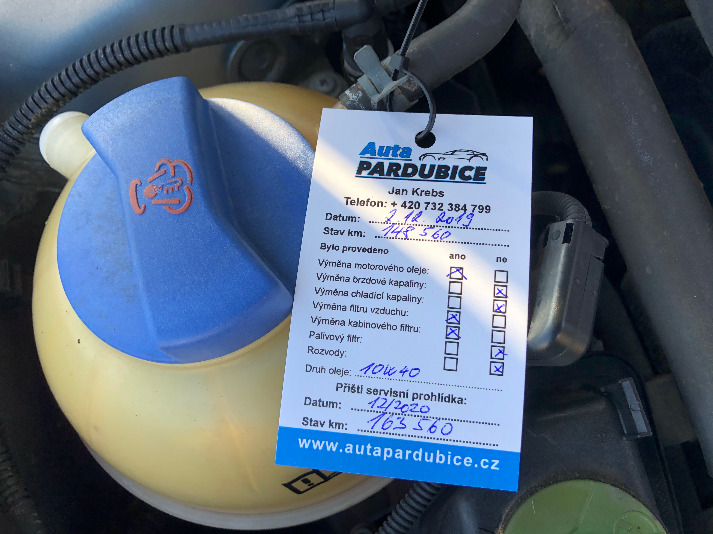 Auta
PARDUBICE
Jan Krebs
Telefon: + 420 732 384 799
Datum: 2.12.2019
Stav km: 148 560
Bylo provedeno ano ne
Výměna motorového oleje:
Výměna brzdové kapaliny:
Výměna chladící kapaliny:
Výměna filtru vzduchu:
Výměna kabinového filtru:
Palivový filtr:
Rozvody:
Druh oleje: 10W40
Příští servisní prohlídka:
Datum: 12/2020
Stav km: 163 560
www.autapardubice.cz